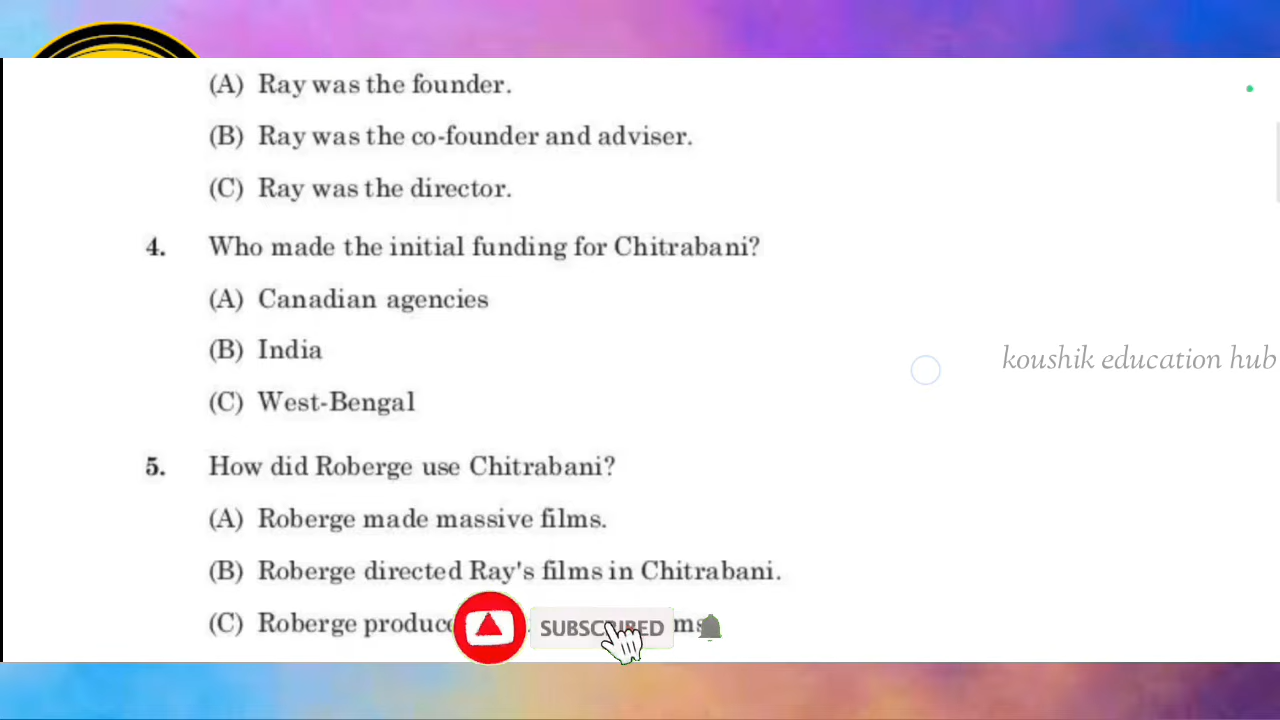 (A) Ray was the founder.
(B) Ray was the co-founder and adviser.
(C) Ray was the director.
4. Who made the initial funding for Chitrabani?
(A) Canadian agencies
(B) India
koushik education hub
(C) West-Bengal
5. How did Roberge use Chitrabani?
(A) Roberge made massive films.
(B) Roberge directed Ray's films in Chitrabani.
(C) Roberge
SUBSCRIBED